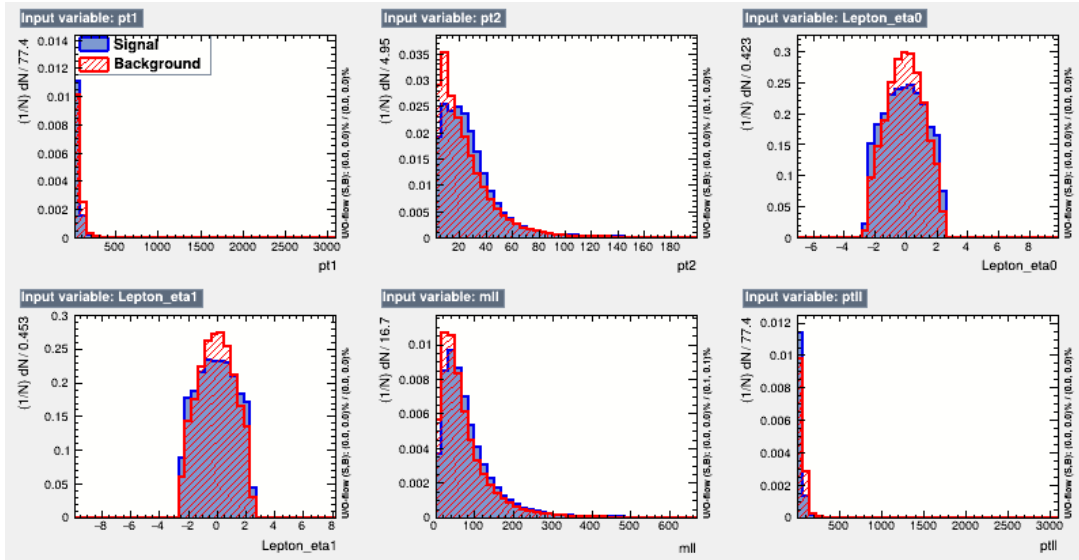 Input variable: pt1
(1/N) dN / 77.4
0.014
0.012
0.01
0.008
0.006
0.004
0.002
0
Signal
Background
500 1000 1500 2000 2500 3000
pt1
U/O-flow (S,B): (0.0, 0.0)% / (0.0, 0.0)%
Input variable: pt2
(1/N) dN / 4.95
0.035
0.03
0.025
0.02
0.015
0.01
0.005
0
20 40 60 80 100 120 140 160 180
pt2
U/O-flow (S,B): (0.0, 0.0)% / (0.1, 0.0)%
Input variable: Lepton_eta0
(1/N) dN / 0.423
0.3
0.25
0.2
0.15
0.1
0.05
0
−6 −4 −2 0 2 4 6 8
Lepton_eta0
U/O-flow (S,B): (0.0, 0.0)% / (0.0, 0.0)%
Input variable: Lepton_eta1
(1/N) dN / 0.453
0.3
0.25
0.2
0.15
0.1
0.05
0
−8 −6 −4 −2 0 2 4 6 8
Lepton_eta1
U/O-flow (S,B): (0.0, 0.0)% / (0.0, 0.0)%
Input variable: mll
(1/N) dN / 16.7
0.01
0.008
0.006
0.004
0.002
0
0 100 200 300 400 500 600
mll
U/O-flow (S,B): (0.0, 0.0)% / (0.1, 0.1)%
Input variable: ptll
(1/N) dN / 77.4
0.012
0.01
0.008
0.006
0.004
0.002
0
500 1000 1500 2000 2500 3000
ptll
U/O-flow (S,B): (0.0, 0.0)% / (0.0, 0.0)%